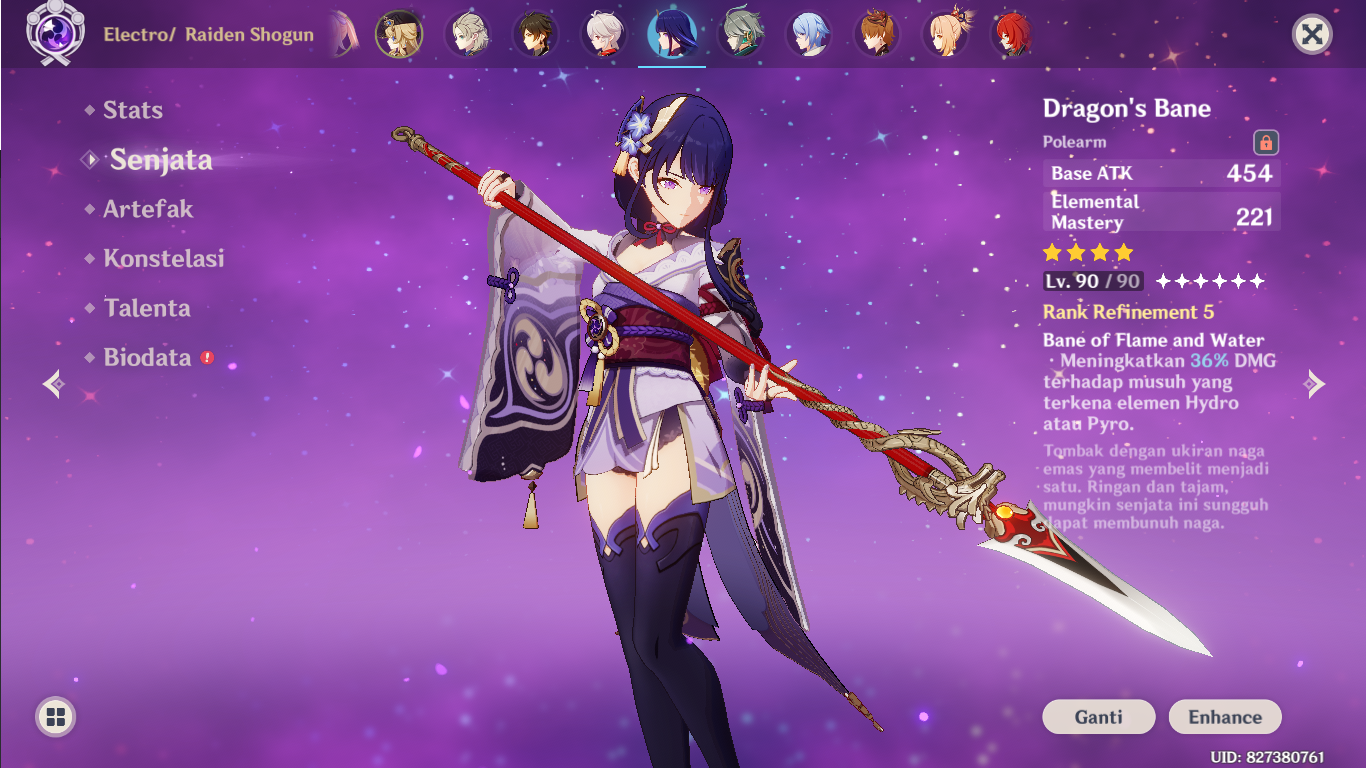 Electro/ Raiden Shogun
Stats
Senjata
Artefak
Konstelasi
Talenta
Biodata
Dragon's Bane
Polearm
Base ATK 454
Elemental
Mastery 221
Lv. 90 / 90
Rank Refinement 5
Bane of Flame and Water
· Meningkatkan 36% DMG
terhadap musuh yang
terkena elemen Hydro
atau Pyro.
Tombak dengan ukiran naga
emas yang membelit menjadi
satu. Ringan dan tajam,
mungkin senjata ini sungguh
dapat membunuh naga.
Ganti
Enhance
UID: 827380761